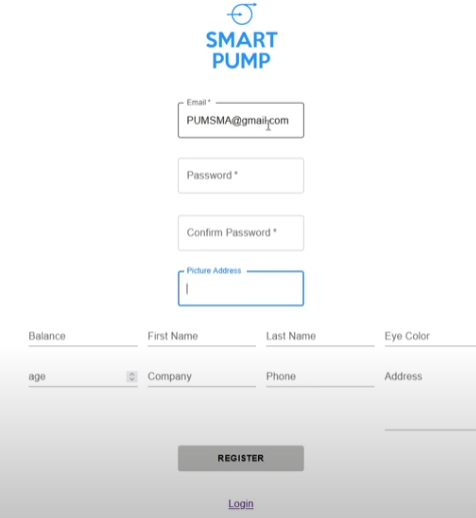 SMART
PUMP
Email *
PUMSMA@gmail.com
Password *
Confirm Password *
Picture Address
Balance First Name Last Name Eye Color
age Company Phone Address
REGISTER
Login